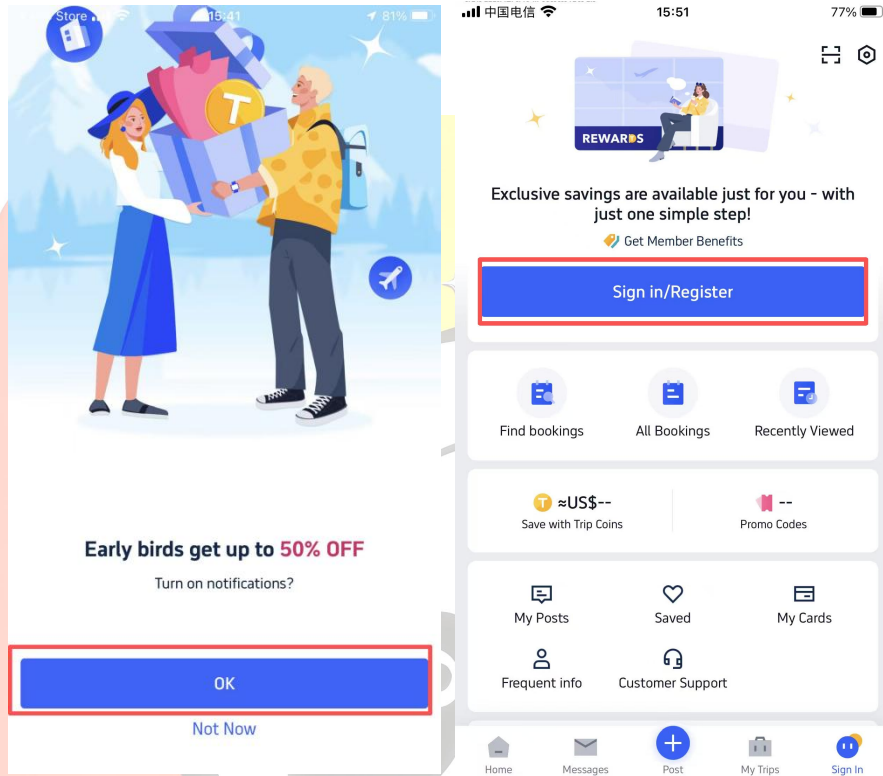 Store
15:41
81%
T
Early birds get up to 50% OFF
Turn on notifications?
OK
Not Now
中国电信
15:51
77%
REWARDS
Exclusive savings are available just for you - with
just one simple step!
Get Member Benefits
Sign in/Register
Find bookings
All Bookings
Recently Viewed
T ≈US$--
--
Save with Trip Coins
Promo Codes
My Posts
Saved
My Cards
Frequent info
Customer Support
Home
Messages
Post
My Trips
Sign In